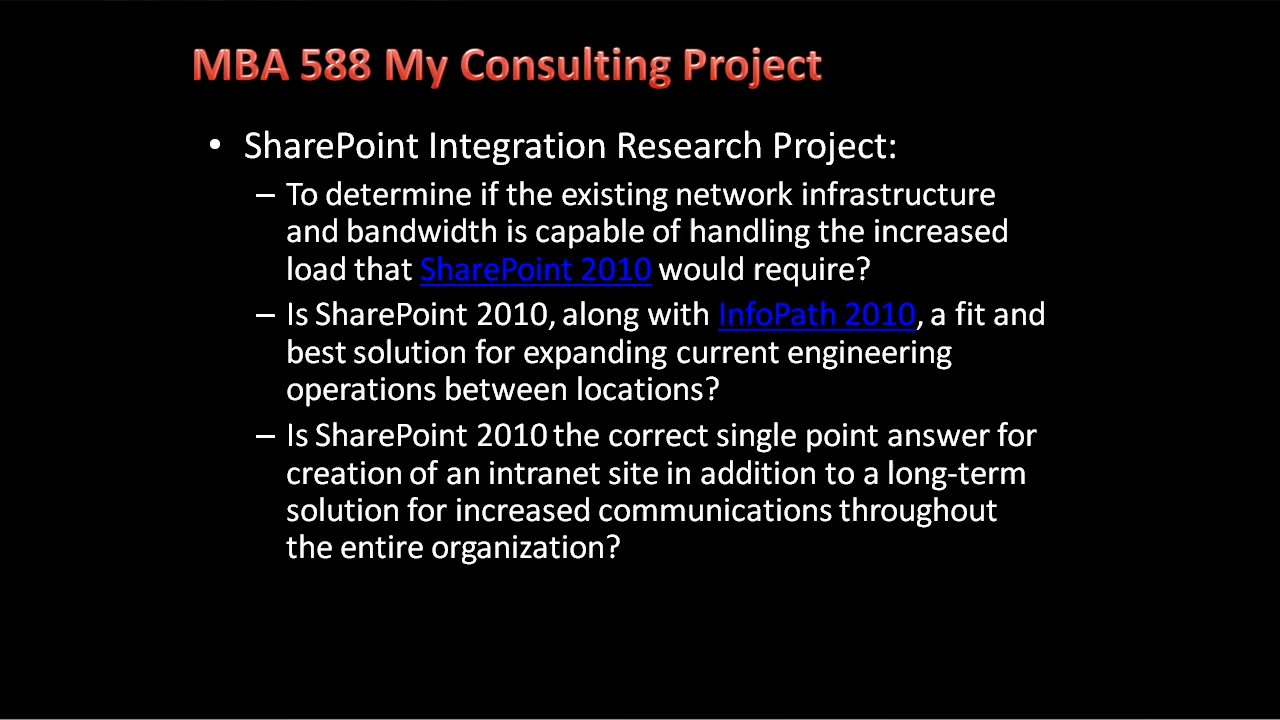 MBA 588 My Consulting Project
• SharePoint Integration Research Project:
– To determine if the existing network infrastructure
and bandwidth is capable of handling the increased
load that SharePoint 2010 would require?
– Is SharePoint 2010, along with InfoPath 2010, a fit and
best solution for expanding current engineering
operations between locations?
– Is SharePoint 2010 the correct single point answer for
creation of an intranet site in addition to a long-term
solution for increased communications throughout
the entire organization?